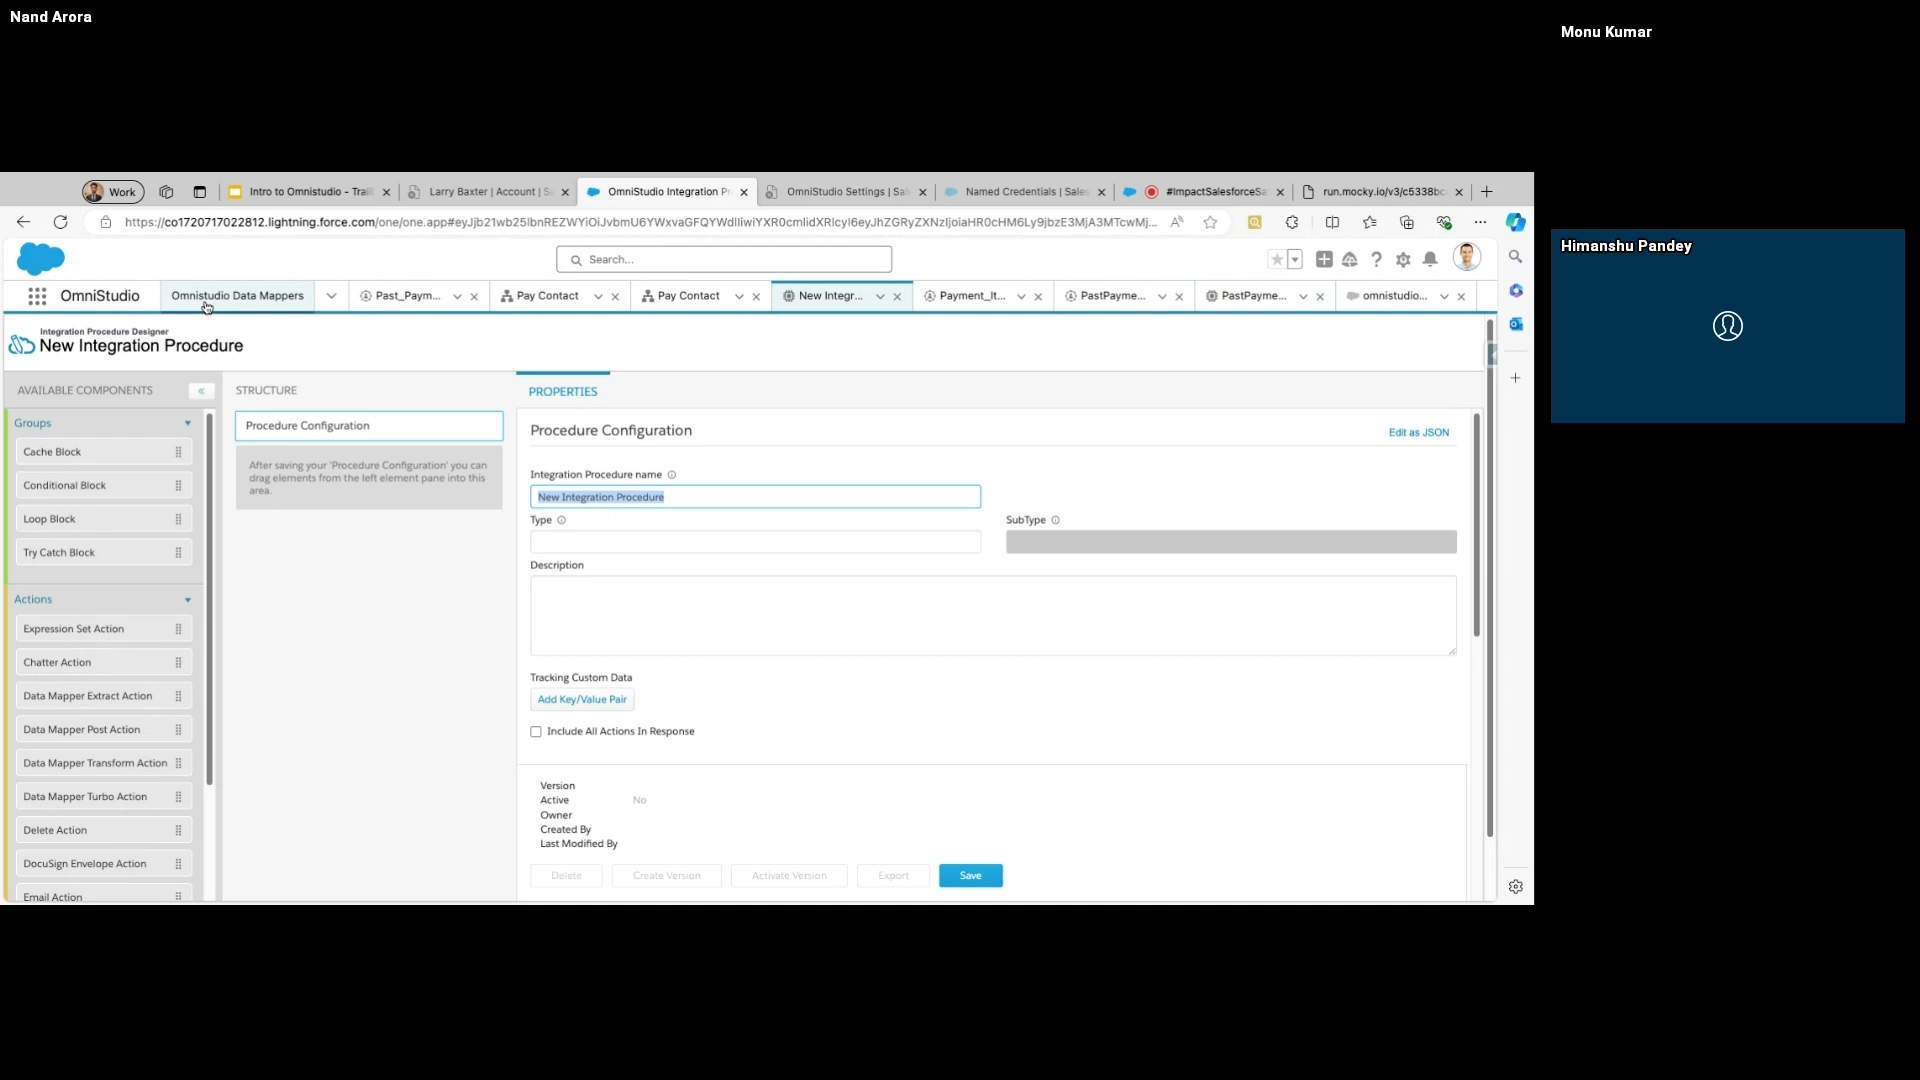 Nand Arora
Monu Kumar
Himanshu Pandey
Work
Intro to Omnistudio - Trail
Larry Baxter | Account | S
OmniStudio Integration Pr
OmniStudio Settings | Sal
Named Credentials | Sales
#ImpactSalesforceSa
run.mocky.io/v3/c5338bc
https://co1720717022812.lightning.force.com/one/one.app#
Search...
OmniStudio
Omnistudio Data Mappers
Past_Paym...
Pay Contact
Pay Contact
New Integr...
Payment_It...
PastPayme...
PastPayme...
omnistudio...
Integration Procedure Designer
New Integration Procedure
AVAILABLE COMPONENTS
Groups
Cache Block
Conditional Block
Loop Block
Try Catch Block
Actions
Expression Set Action
Chatter Action
Data Mapper Extract Action
Data Mapper Post Action
Data Mapper Transform Action
Data Mapper Turbo Action
Delete Action
DocuSign Envelope Action
Email Action
STRUCTURE
Procedure Configuration
After saving your 'Procedure Configuration' you can
drag elements from the left element pane into this
area.
PROPERTIES
Procedure Configuration
Edit as JSON
Integration Procedure name
New Integration Procedure
Type
SubType
Description
Tracking Custom Data
Add Key/Value Pair
Include All Actions In Response
Version
Active No
Owner
Created By
Last Modified By
Delete
Create Version
Activate Version
Export
Save